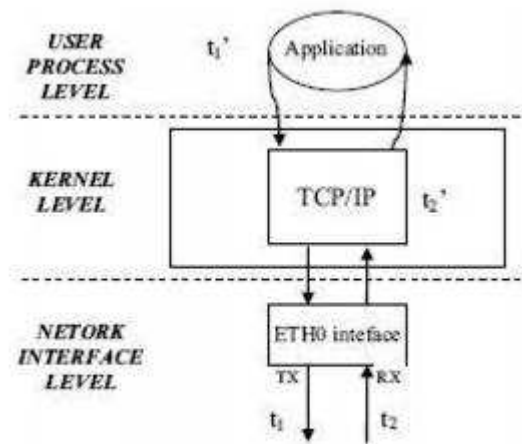 USER
PROCESS
LEVEL
t₁’
Application
KERNEL
LEVEL
TCP/IP
t₂’
NETORK
INTERFACE
LEVEL
ETH0 inteface
TX
RX
t₁
t₂